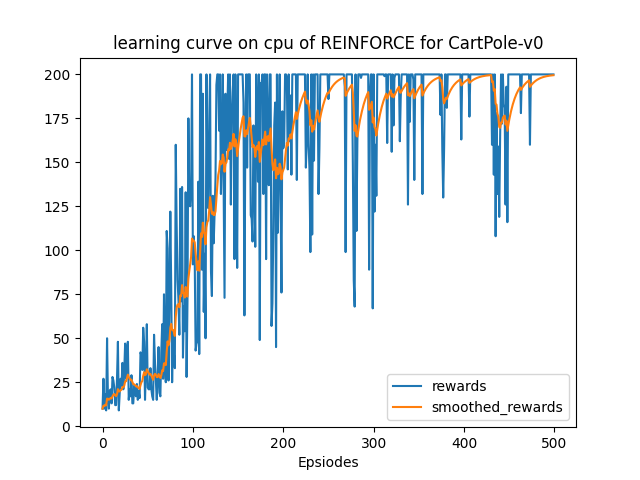 learning curve on cpu of REINFORCE for CartPole-v0
200
175
150
125
100
75
50
25
0
rewards
smoothed_rewards
0 100 200 300 400 500
Epsiodes